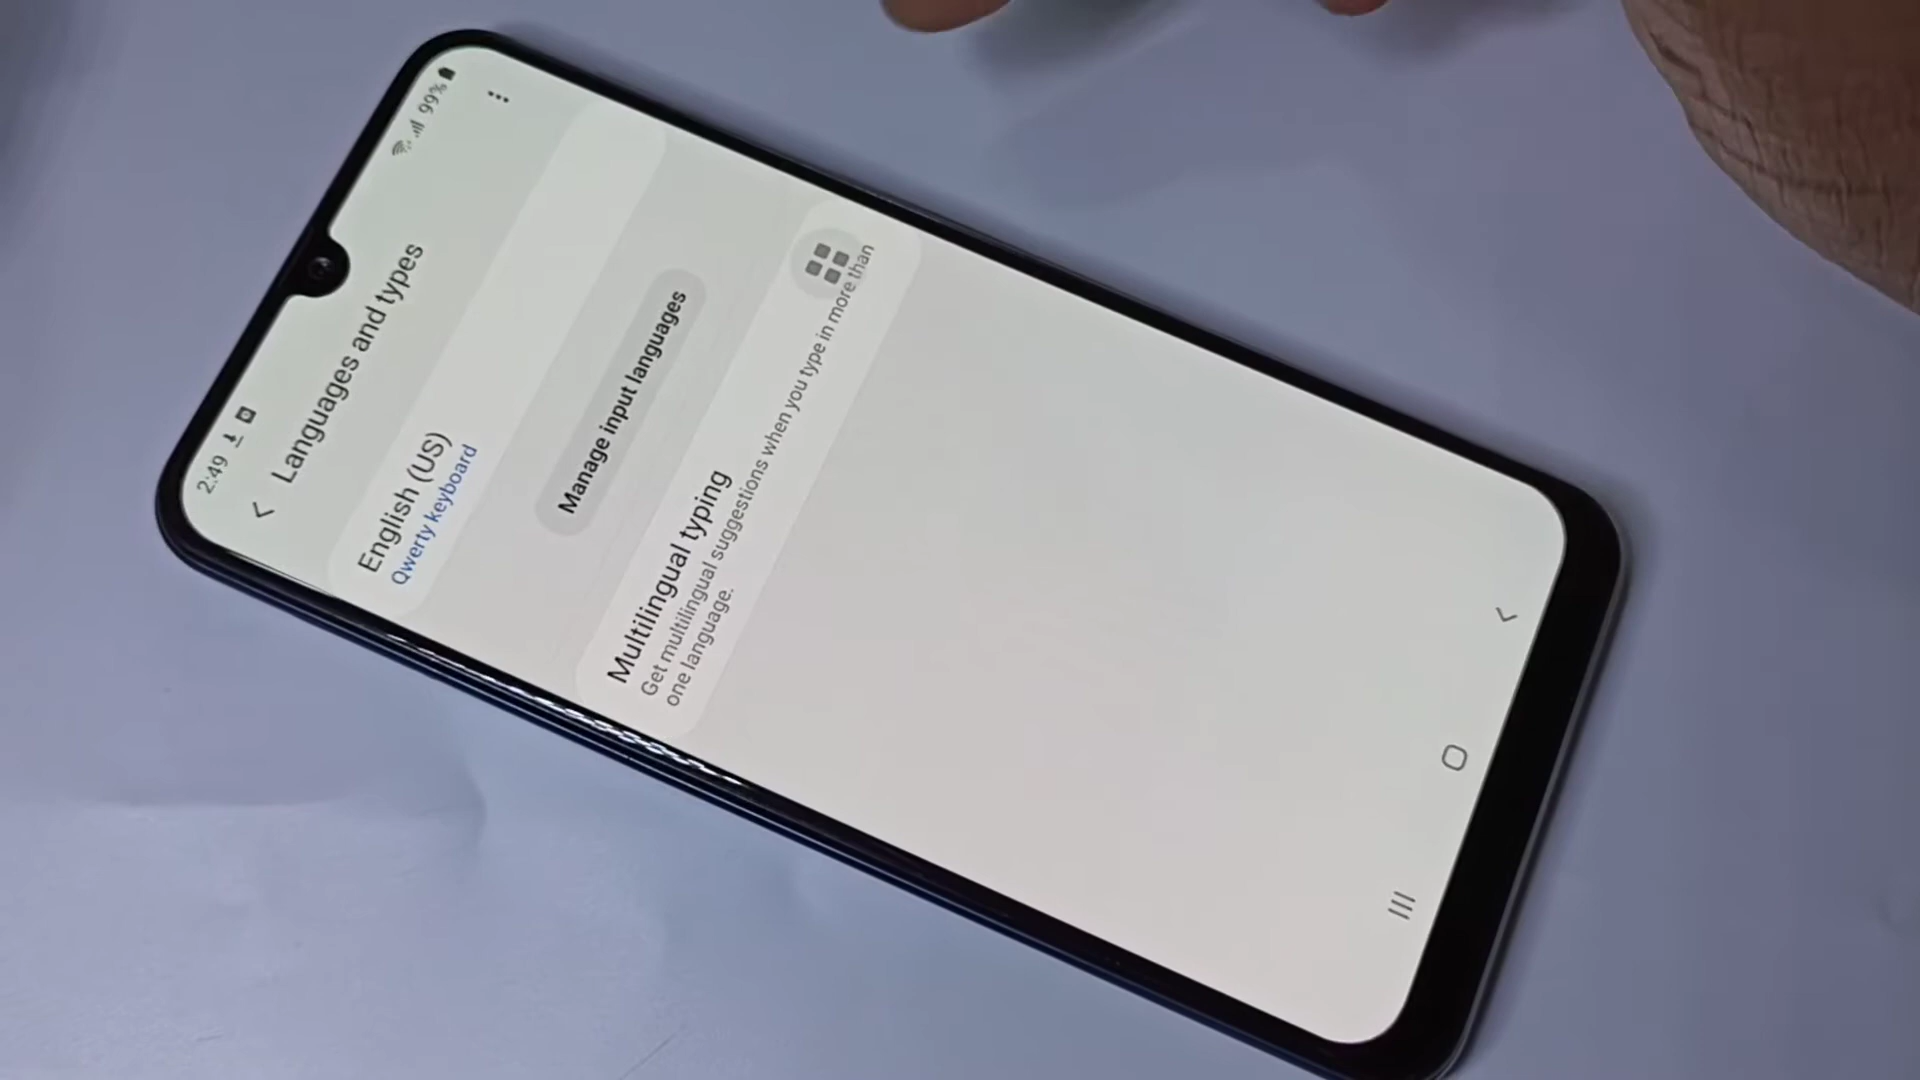 2:49
99%
Languages and types
English (US)
Qwerty keyboard
Manage input languages
Multilingual typing
Get multilingual suggestions when you type in more than
one language.